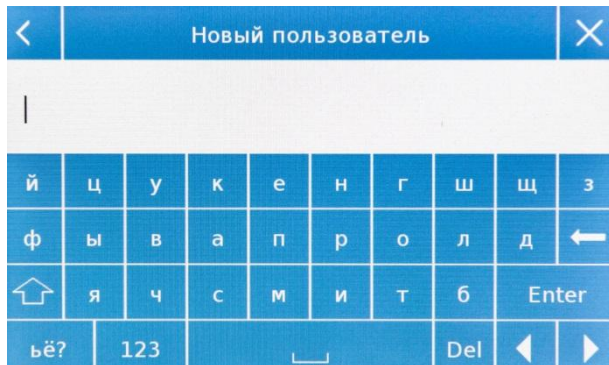 Новый пользователь
й ц у к е н г ш щ з
ф ы в а п р о л д
я ч с м и т б Enter
ьё? 123 Del